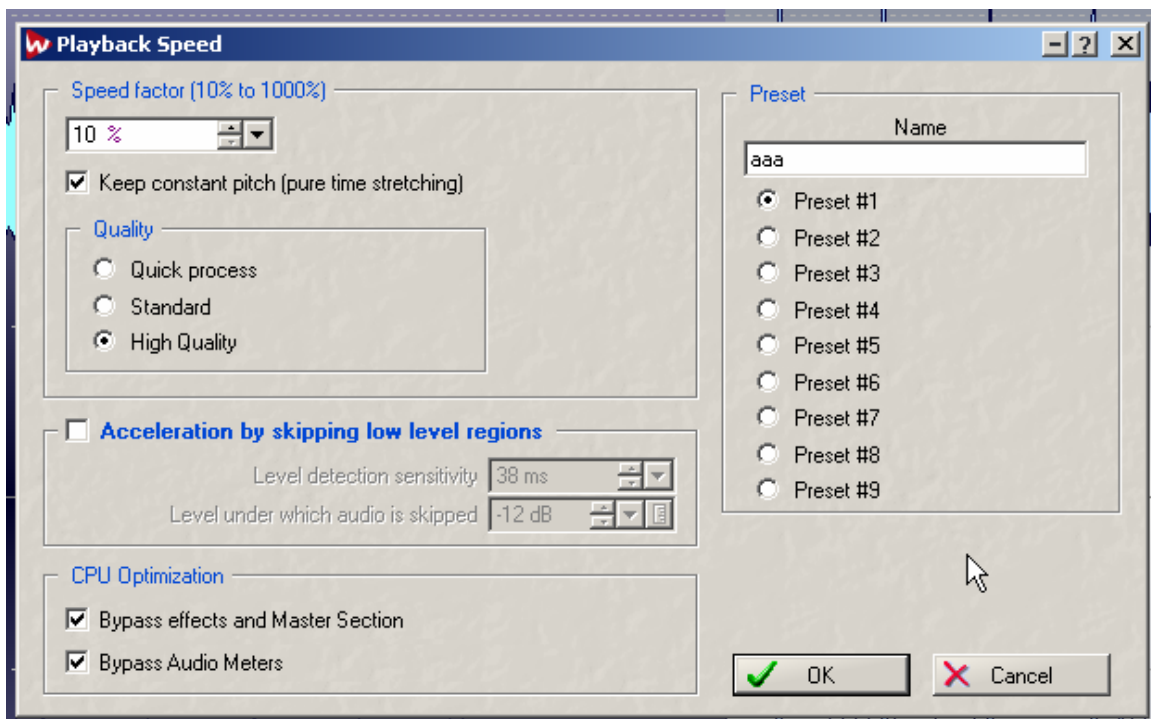 Playback Speed
Speed factor (10% to 1000%)
10 %
Keep constant pitch (pure time stretching)
Quality
Quick process
Standard
High Quality
Acceleration by skipping low level regions
Level detection sensitivity 38 ms
Level under which audio is skipped -12 dB
CPU Optimization
Bypass effects and Master Section
Bypass Audio Meters
Preset
Name
aaa
Preset #1
Preset #2
Preset #3
Preset #4
Preset #5
Preset #6
Preset #7
Preset #8
Preset #9
OK
Cancel